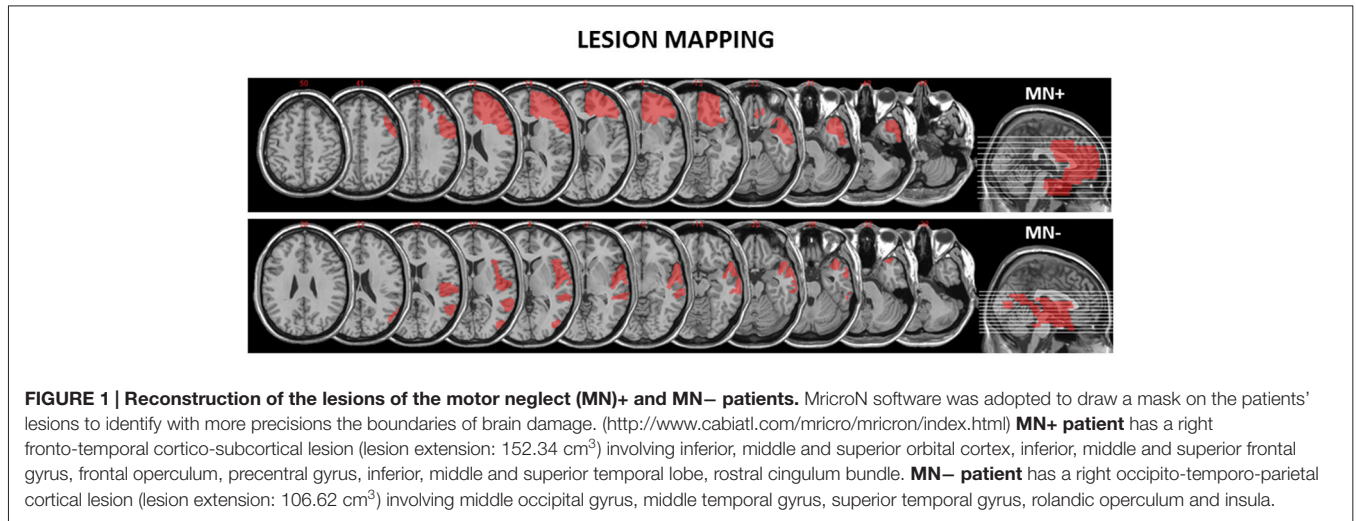 LESION MAPPING
MN+
MN-
FIGURE 1 | Reconstruction of the lesions of the motor neglect (MN)+ and MN− patients. MricroN software was adopted to draw a mask on the patients'
lesions to identify with more precisions the boundaries of brain damage. (http://www.cabiatl.com/mricro/mricron/index.html) MN+ patient has a right
fronto-temporal cortico-subcortical lesion (lesion extension: 152.34 cm³) involving inferior, middle and superior orbital cortex, inferior, middle and superior frontal
gyrus, frontal operculum, precentral gyrus, inferior, middle and superior temporal lobe, rostral cingulum bundle. MN− patient has a right occipito-temporo-parietal
cortical lesion (lesion extension: 106.62 cm³) involving middle occipital gyrus, middle temporal gyrus, superior temporal gyrus, rolandic operculum and insula.